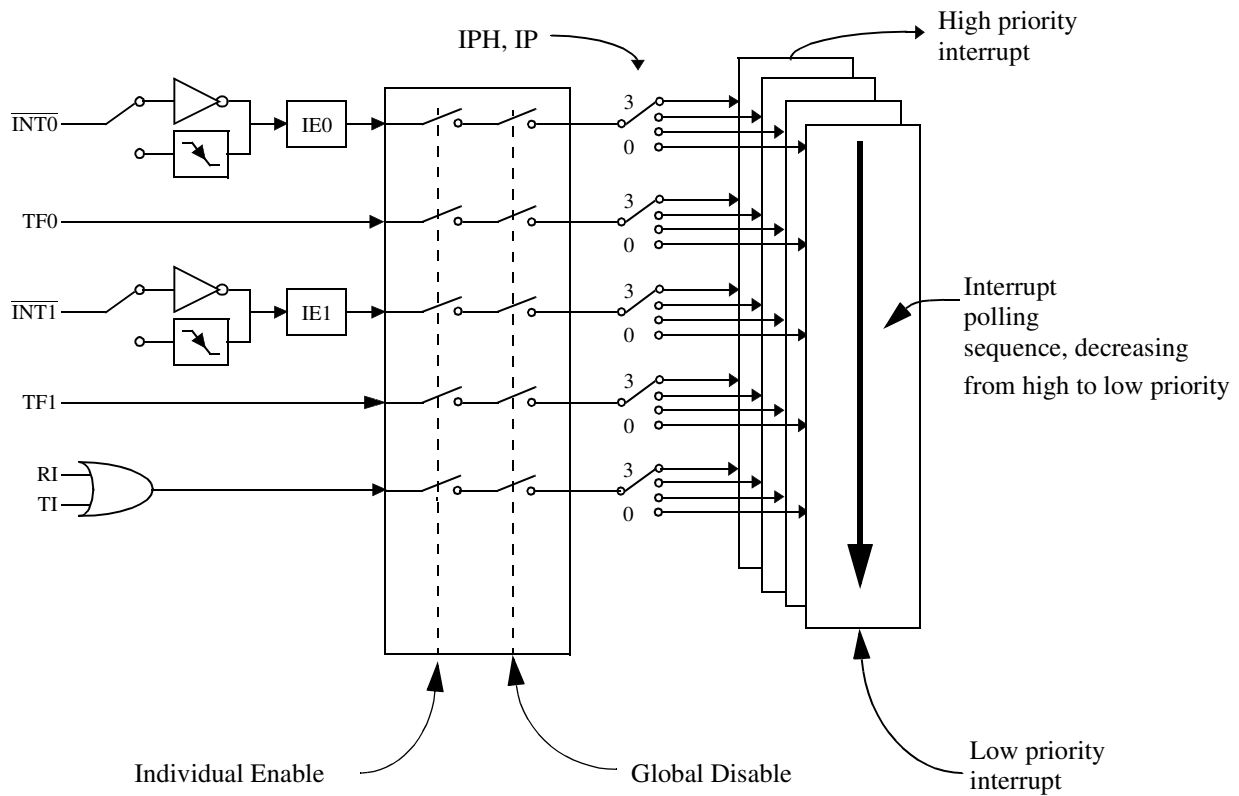 IPH, IP
High priority
interrupt
INT0
IE0
3
0
TF0
3
0
INT1
IE1
3
0
Interrupt
polling
sequence, decreasing
from high to low priority
TF1
3
0
RI
TI
3
0
Individual Enable
Global Disable
Low priority
interrupt